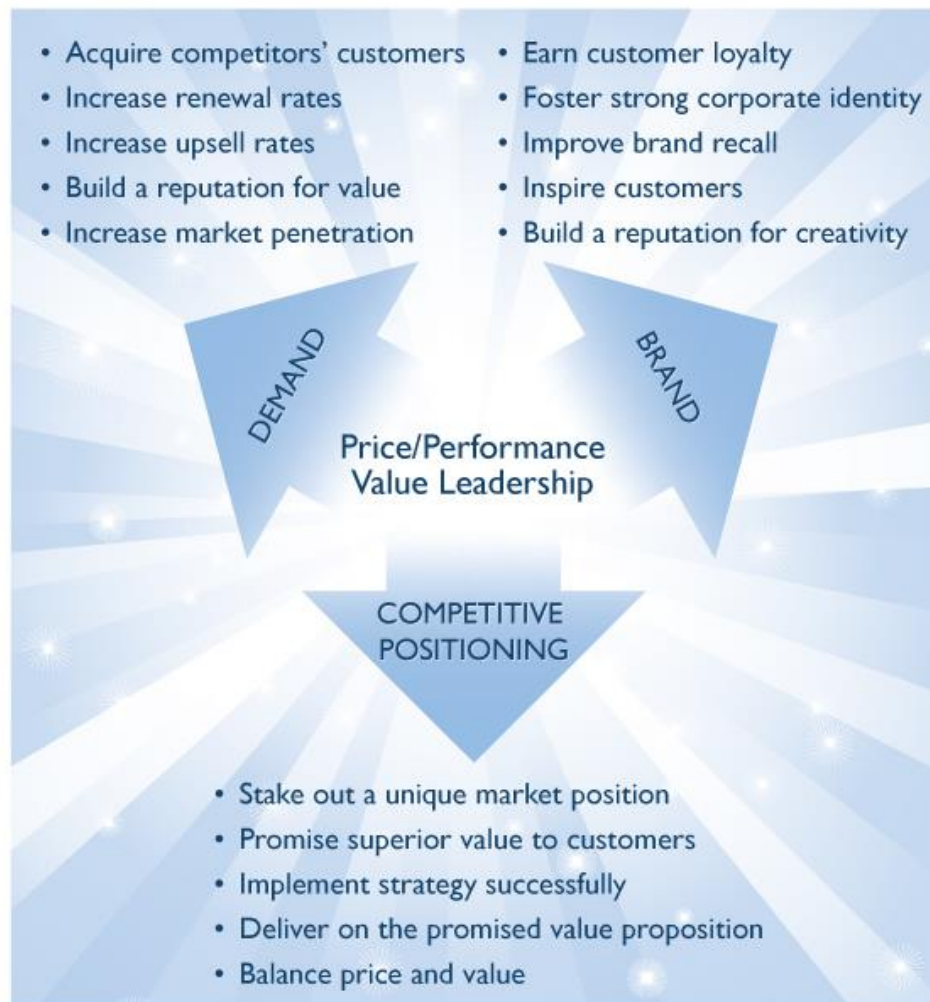 • Acquire competitors' customers
• Increase renewal rates
• Increase upsell rates
• Build a reputation for value
• Increase market penetration
• Earn customer loyalty
• Foster strong corporate identity
• Improve brand recall
• Inspire customers
• Build a reputation for creativity
DEMAND
BRAND
Price/Performance
Value Leadership
COMPETITIVE
POSITIONING
• Stake out a unique market position
• Promise superior value to customers
• Implement strategy successfully
• Deliver on the promised value proposition
• Balance price and value